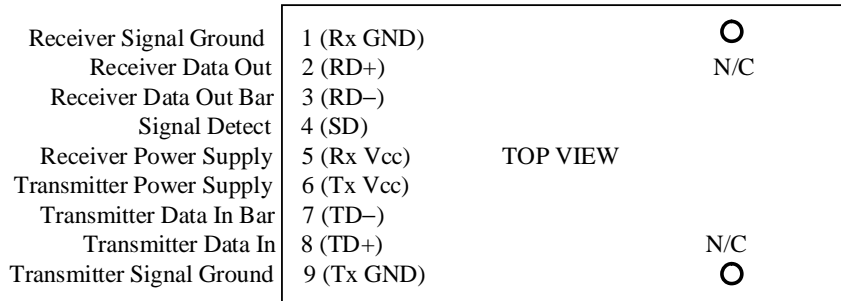 Receiver Signal Ground 1 (Rx GND)
Receiver Data Out 2 (RD+) N/C
Receiver Data Out Bar 3 (RD−)
Signal Detect 4 (SD)
Receiver Power Supply 5 (Rx Vcc) TOP VIEW
Transmitter Power Supply 6 (Tx Vcc)
Transmitter Data In Bar 7 (TD−)
Transmitter Data In 8 (TD+) N/C
Transmitter Signal Ground 9 (Tx GND)